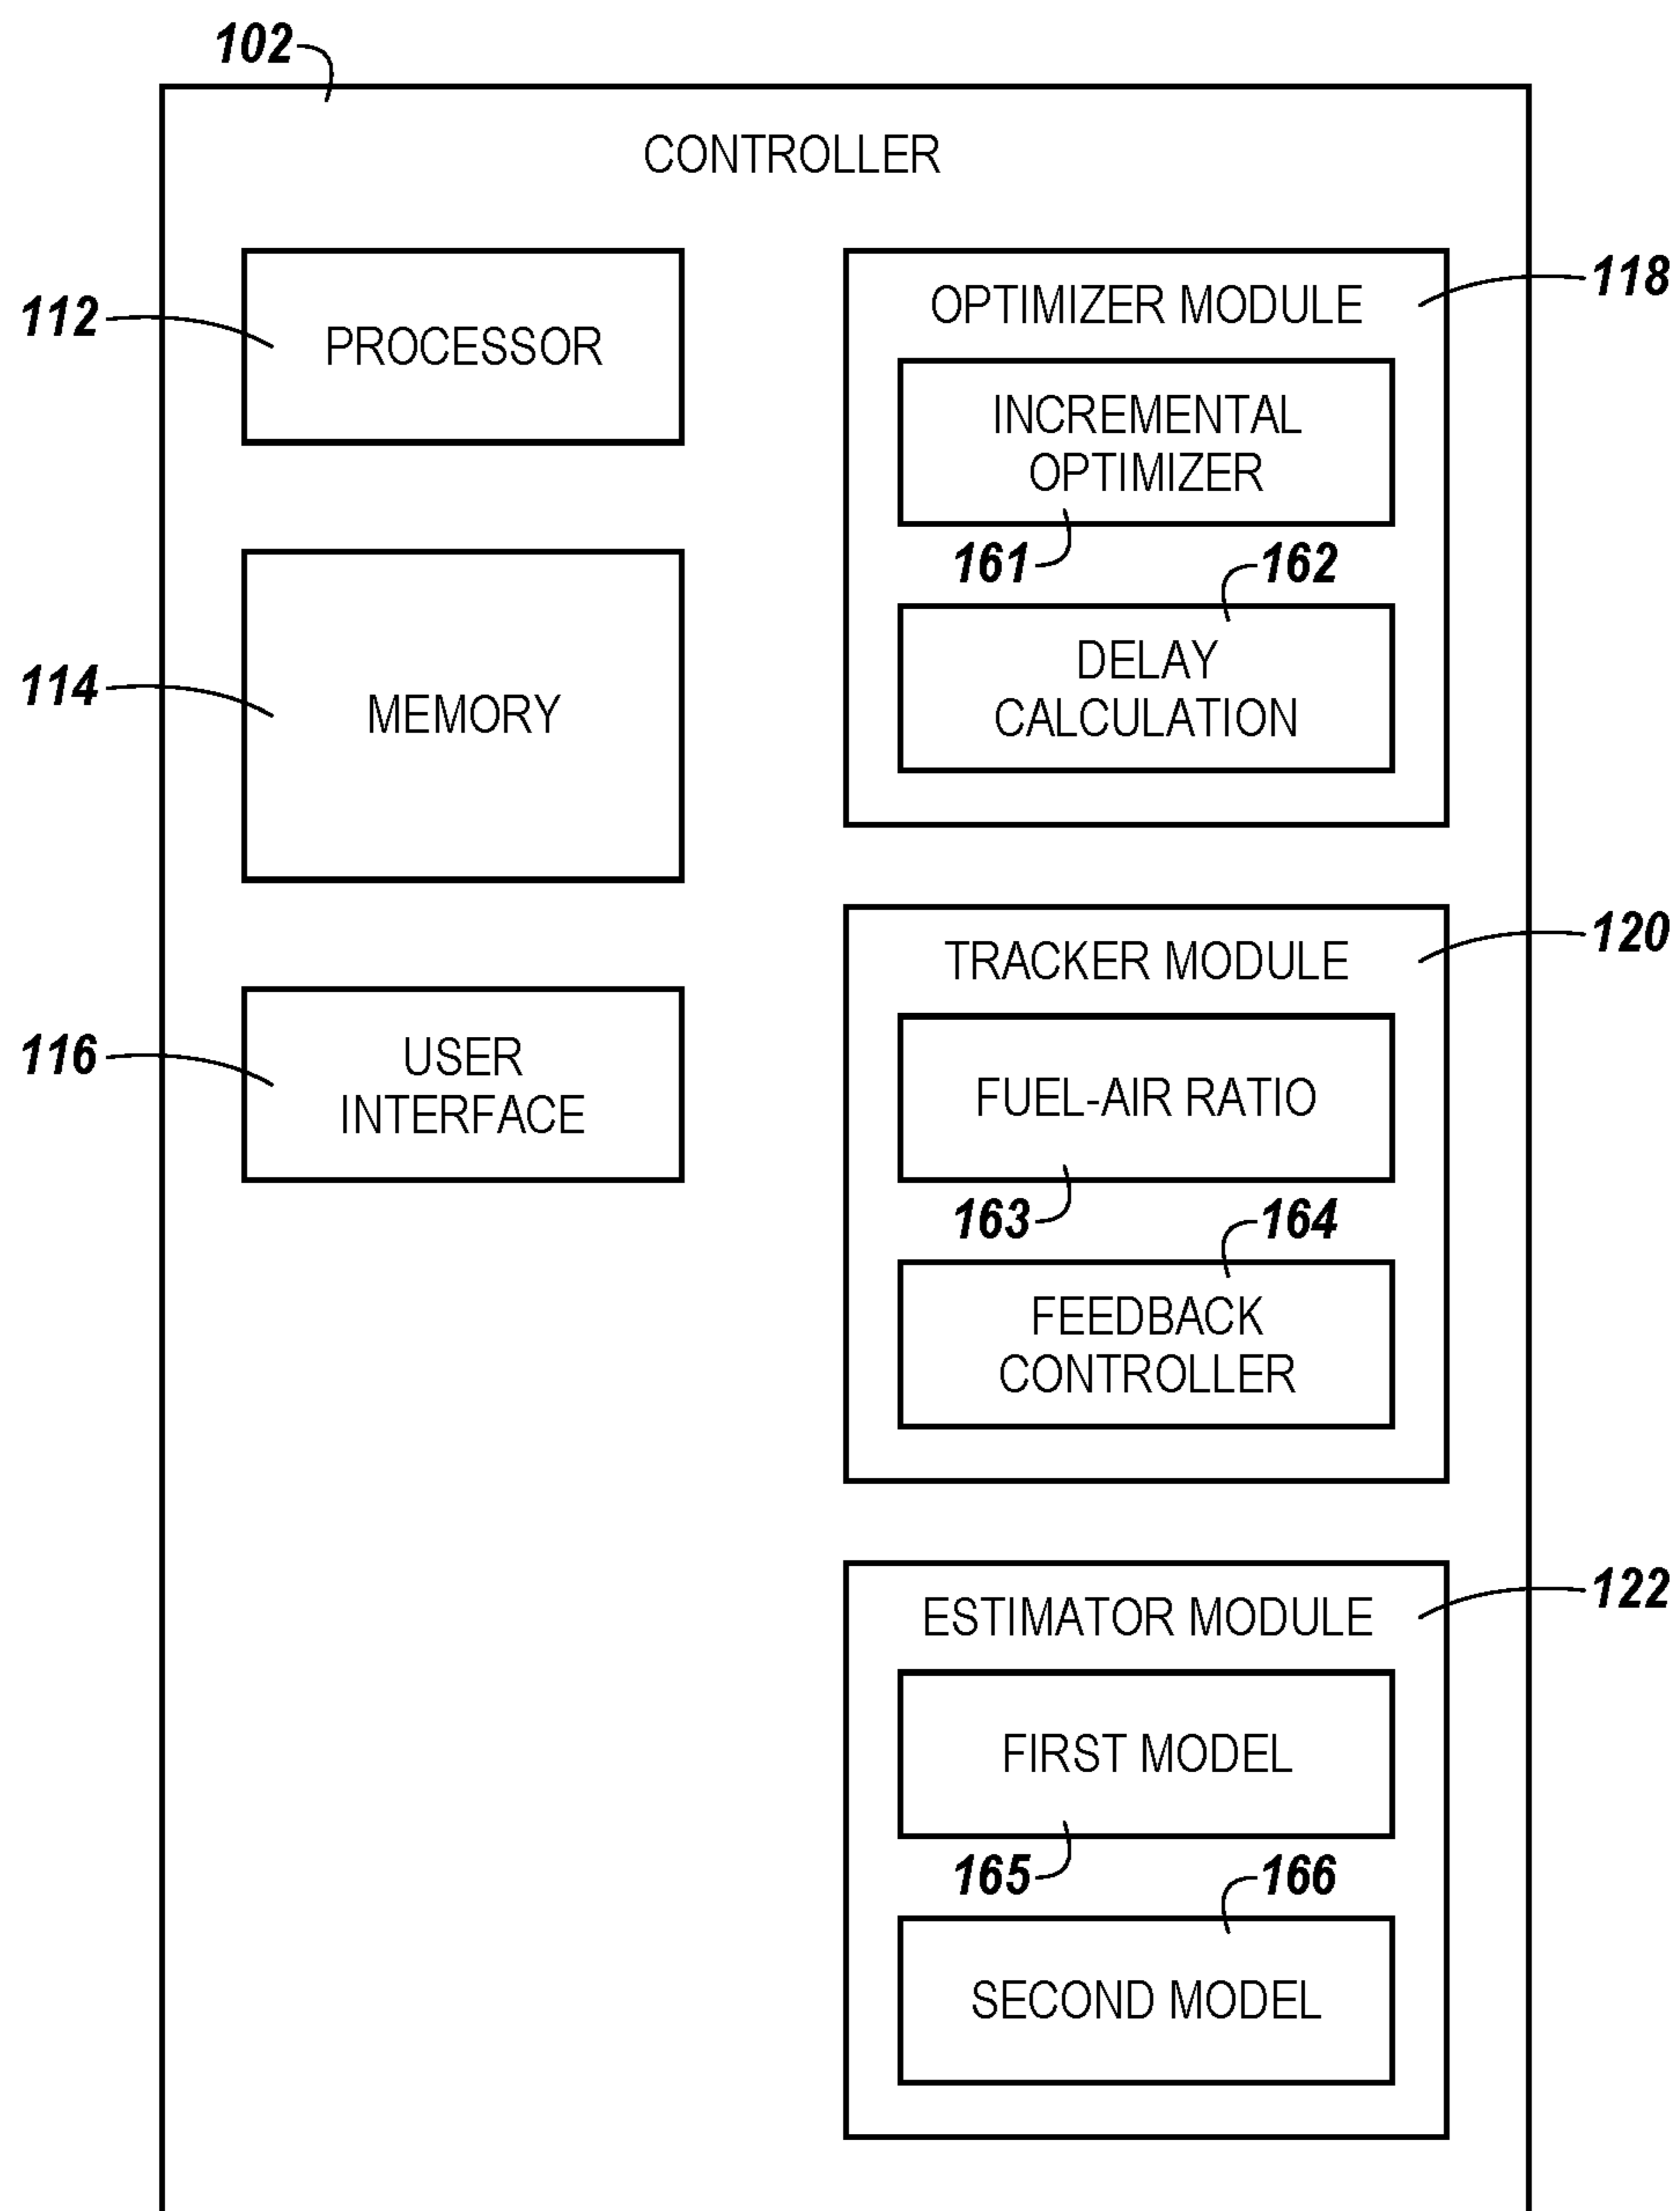 102
CONTROLLER
112
PROCESSOR
114
MEMORY
116
USER
INTERFACE
118
OPTIMIZER MODULE
INCREMENTAL
OPTIMIZER
161
162
DELAY
CALCULATION
120
TRACKER MODULE
FUEL-AIR RATIO
163
164
FEEDBACK
CONTROLLER
122
ESTIMATOR MODULE
FIRST MODEL
165
166
SECOND MODEL